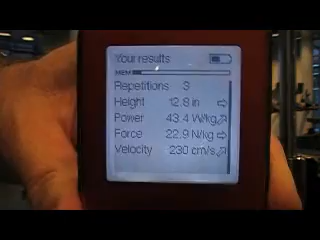 Your results
MEM
Repetitions 3
Height 12.8 in
Power 43.4 W/kg
Force 22.9 N/kg
Velocity 230 cm/s